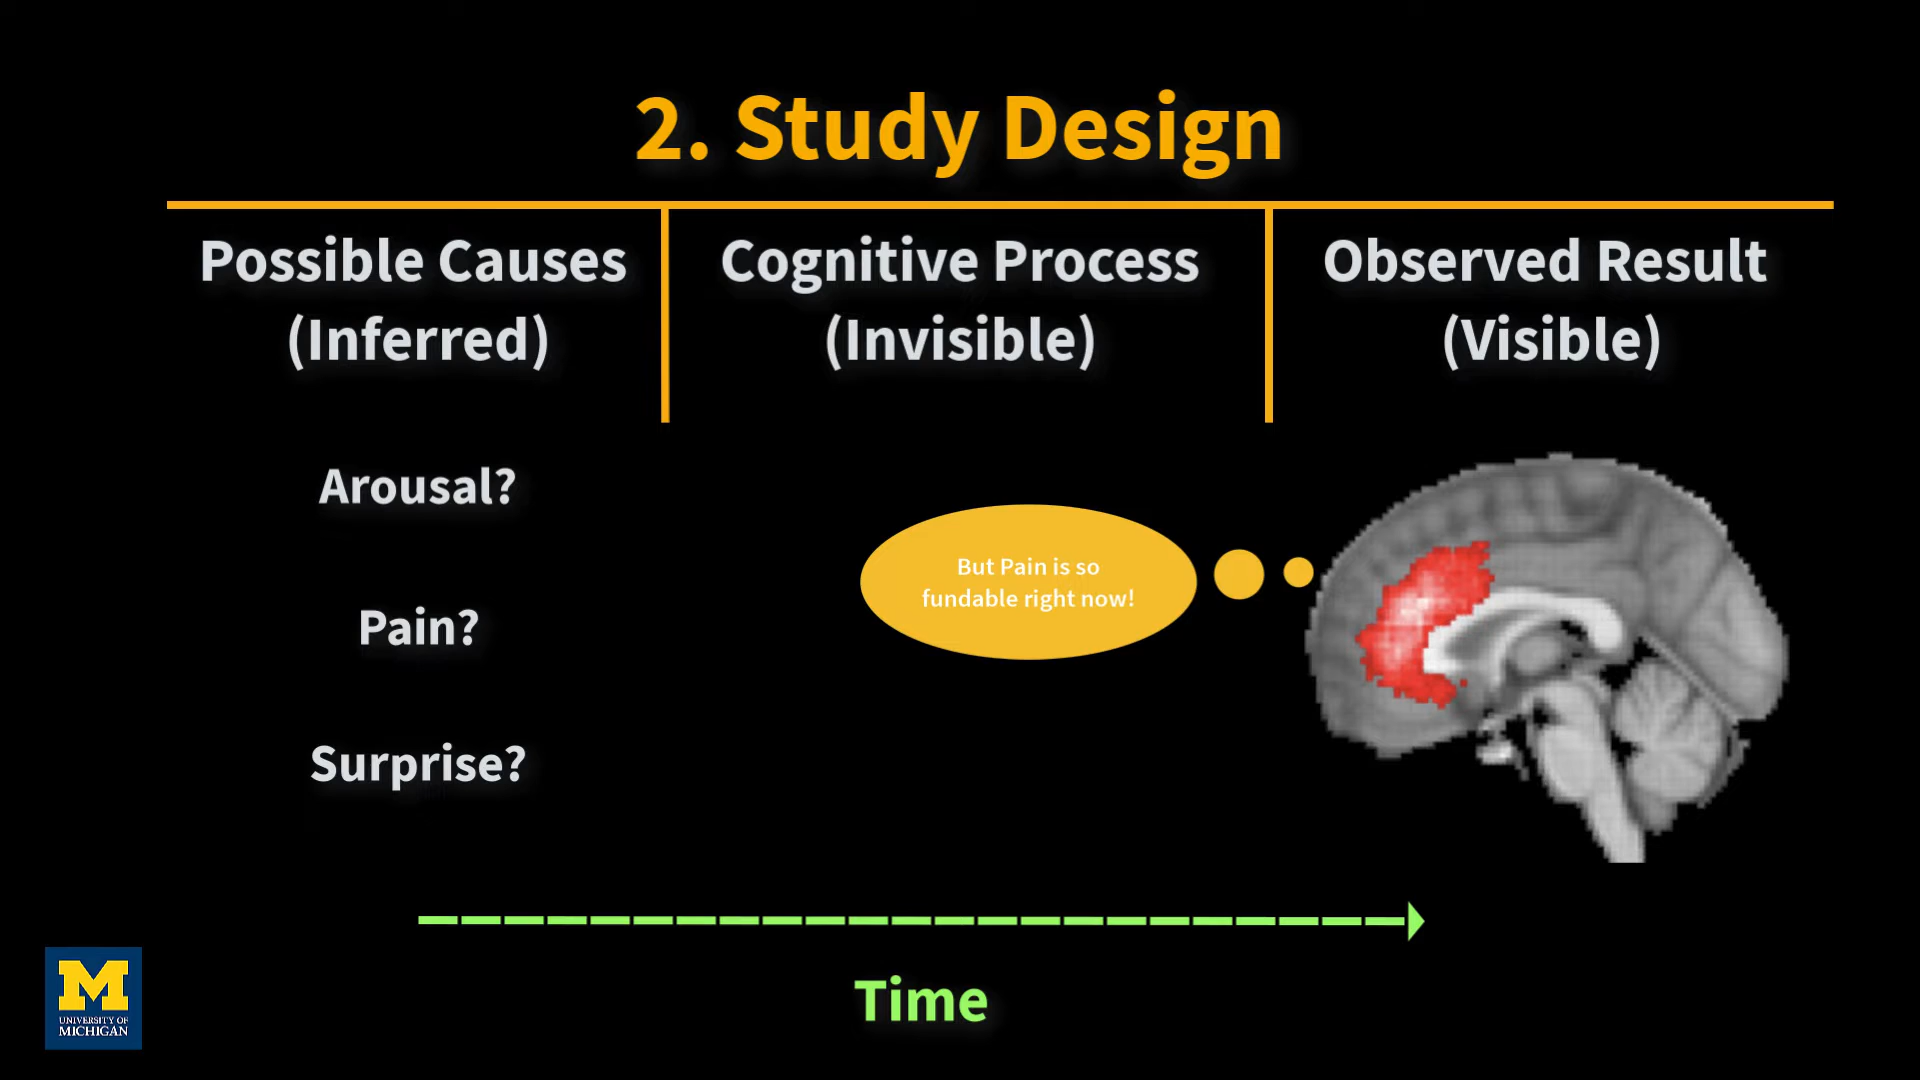 2. Study Design
Possible Causes
(Inferred)
Cognitive Process
(Invisible)
Observed Result
(Visible)
Arousal?
Pain?
Surprise?
But Pain is so
fundable right now!
Time
M
UNIVERSITY OF
MICHIGAN